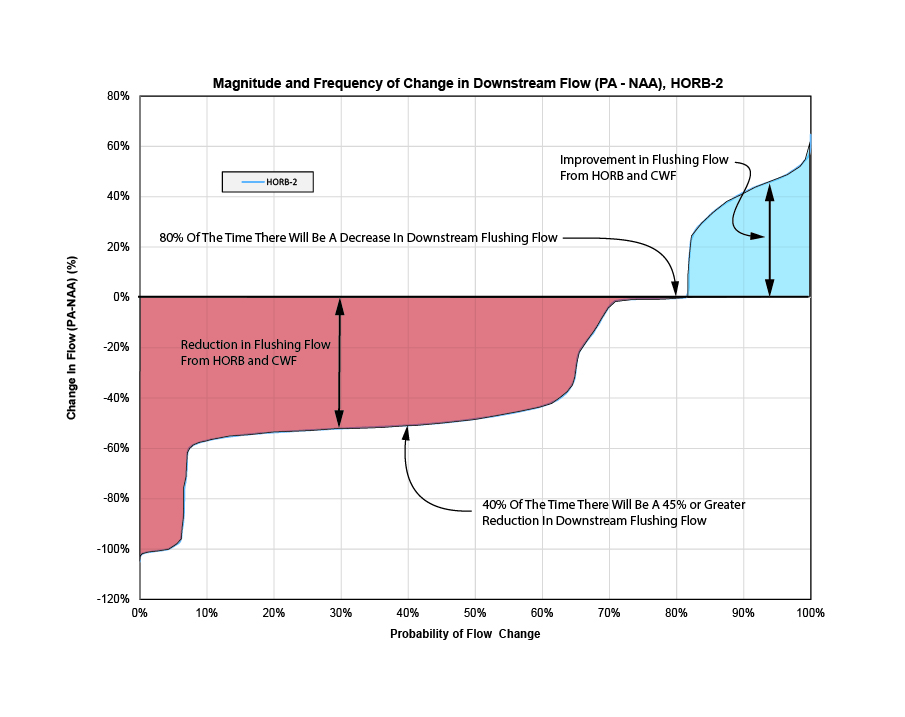 Magnitude and Frequency of Change in Downstream Flow (PA - NAA), HORB-2
80%
60%
40%
20%
0%
-20%
-40%
-60%
-80%
-100%
-120%
Change In Flow (PA-NAA) (%)
HORB-2
Improvement in Flushing Flow
From HORB and CWF
80% Of The Time There Will Be A Decrease In Downstream Flushing Flow
Reduction in Flushing Flow
From HORB and CWF
40% Of The Time There Will Be A 45% or Greater
Reduction In Downstream Flushing Flow
0% 10% 20% 30% 40% 50% 60% 70% 80% 90% 100%
Probability of Flow Change